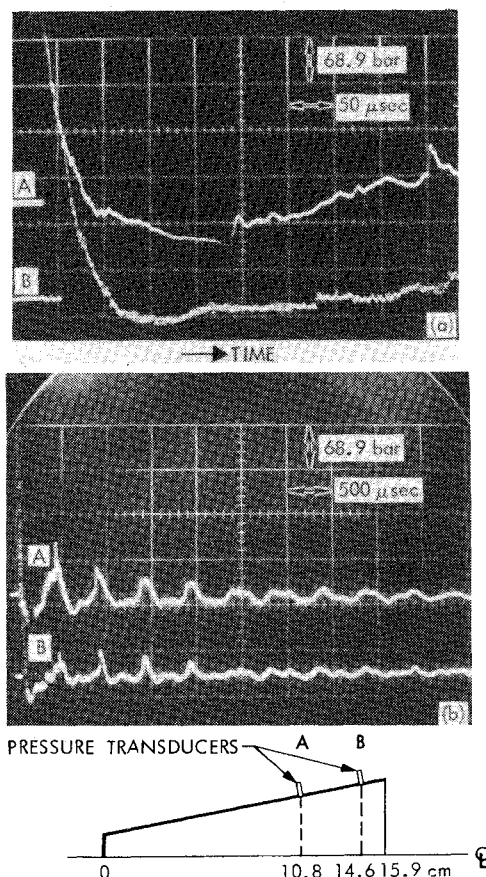 68.9 bar
50 μsec
A
B
(a)
TIME
68.9 bar
500 μsec
A
B
(b)
PRESSURE TRANSDUCERS
A B
0 10.8 14.6 15.9 cm
℄